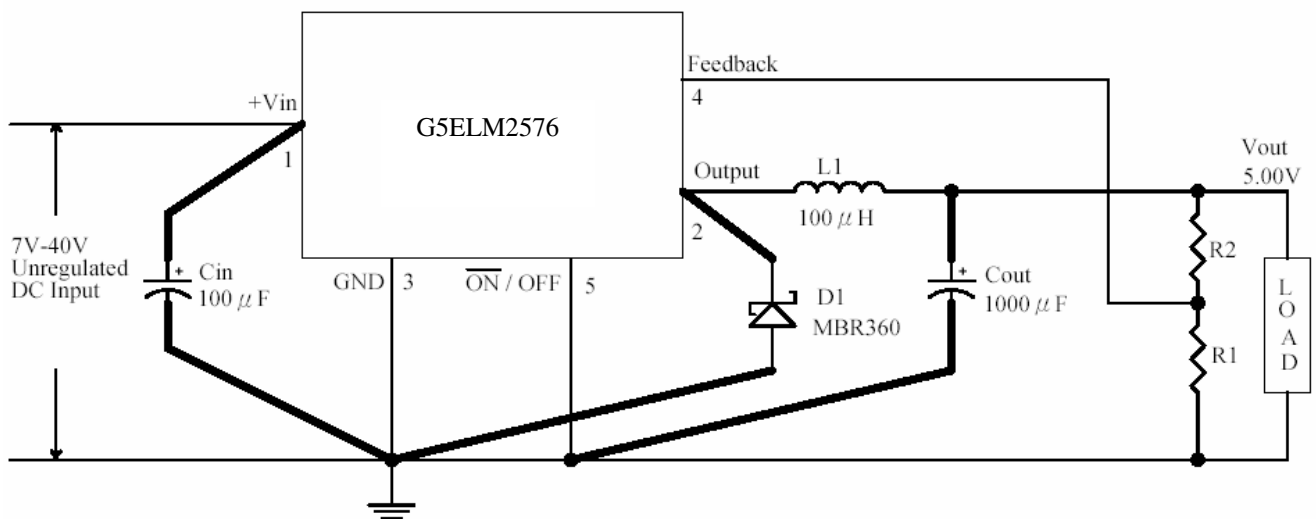 Feedback
4
+Vin
1
G5ELM2576
Output
2
L1
100 μH
Vout
5.00V
7V-40V
Unregulated
DC Input
Cin
100 μF
+
GND
3
ON / OFF
5
D1
MBR360
+
Cout
1000 μF
R2
R1
LOAD